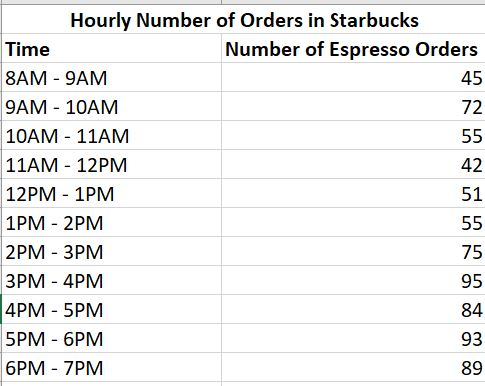 Hourly Number of Orders in Starbucks
Time Number of Espresso Orders
8AM - 9AM 45
9AM - 10AM 72
10AM - 11AM 55
11AM - 12PM 42
12PM - 1PM 51
1PM - 2PM 55
2PM - 3PM 75
3PM - 4PM 95
4PM - 5PM 84
5PM - 6PM 93
6PM - 7PM 89